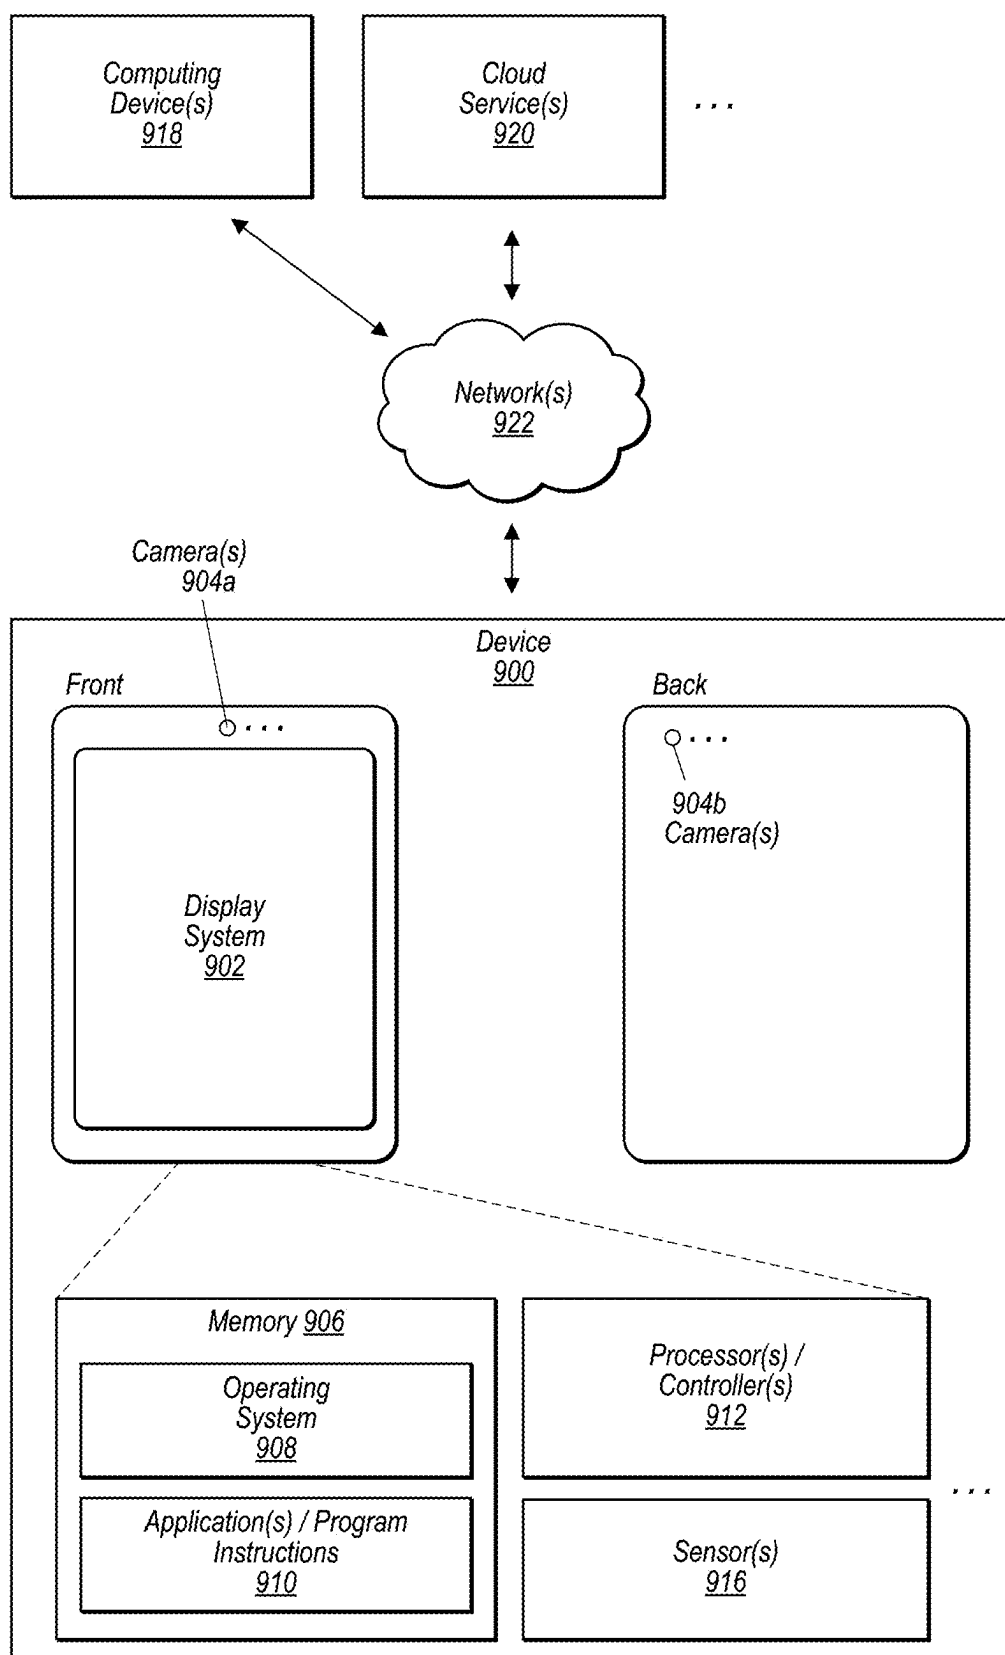 Computing
Device(s)
918
Cloud
Service(s)
920
. . .
Network(s)
922
Camera(s)
904a
Device
900
Front
. . .
Back
. . .
904b
Camera(s)
Display
System
902
Memory 906
Operating
System
908
Application(s) / Program
Instructions
910
Processor(s) /
Controller(s)
912
. . .
Sensor(s)
916